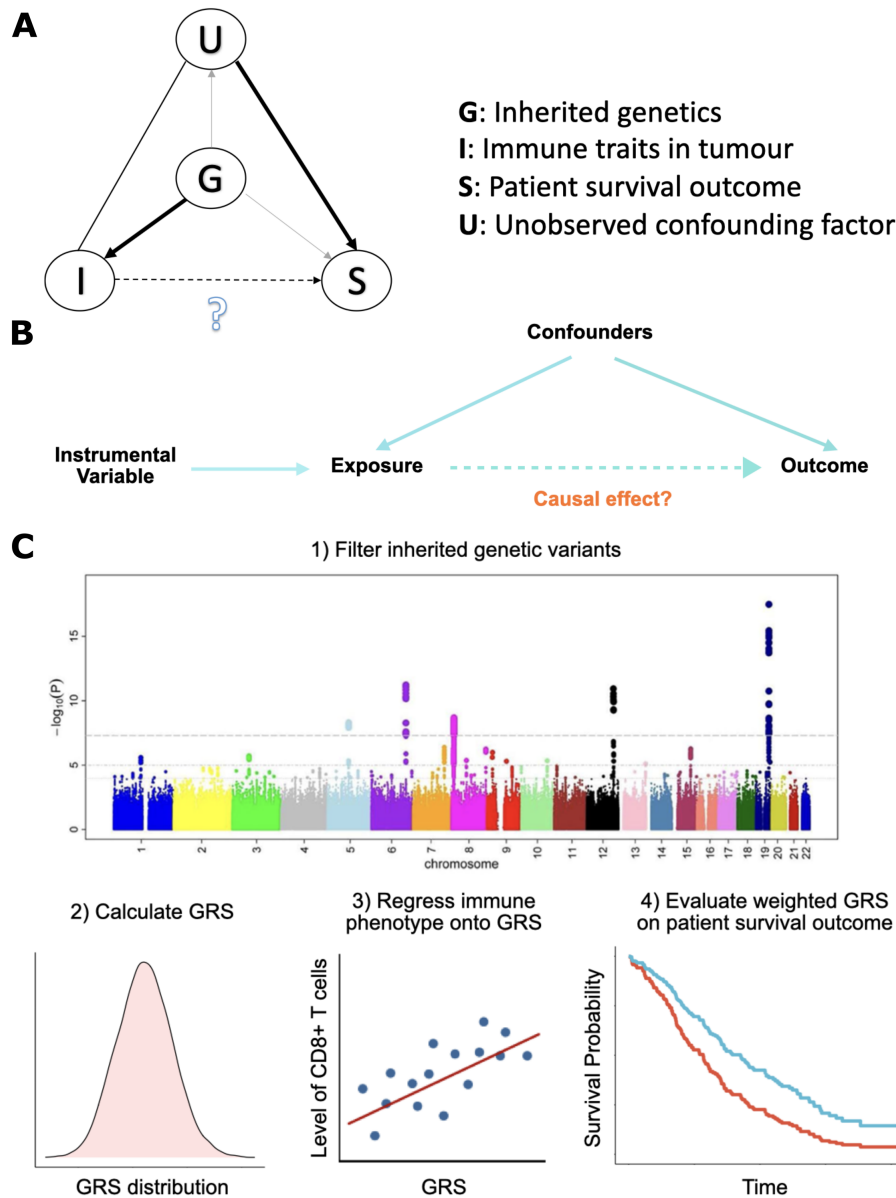 A
U
G
I
S
?
G: Inherited genetics
I: Immune traits in tumour
S: Patient survival outcome
U: Unobserved confounding factor
B
Confounders
Instrumental
Variable
Exposure
Outcome
Causal effect?
C
1) Filter inherited genetic variants
−log10(P)
15
10
5
0
1 2 3 4 5 6 7 8 9 10 11 12 13 14 15 16 17 18 19 20 21 22
chromosome
2) Calculate GRS
GRS distribution
3) Regress immune
phenotype onto GRS
Level of CD8+ T cells
GRS
4) Evaluate weighted GRS
on patient survival outcome
Survival Probability
Time